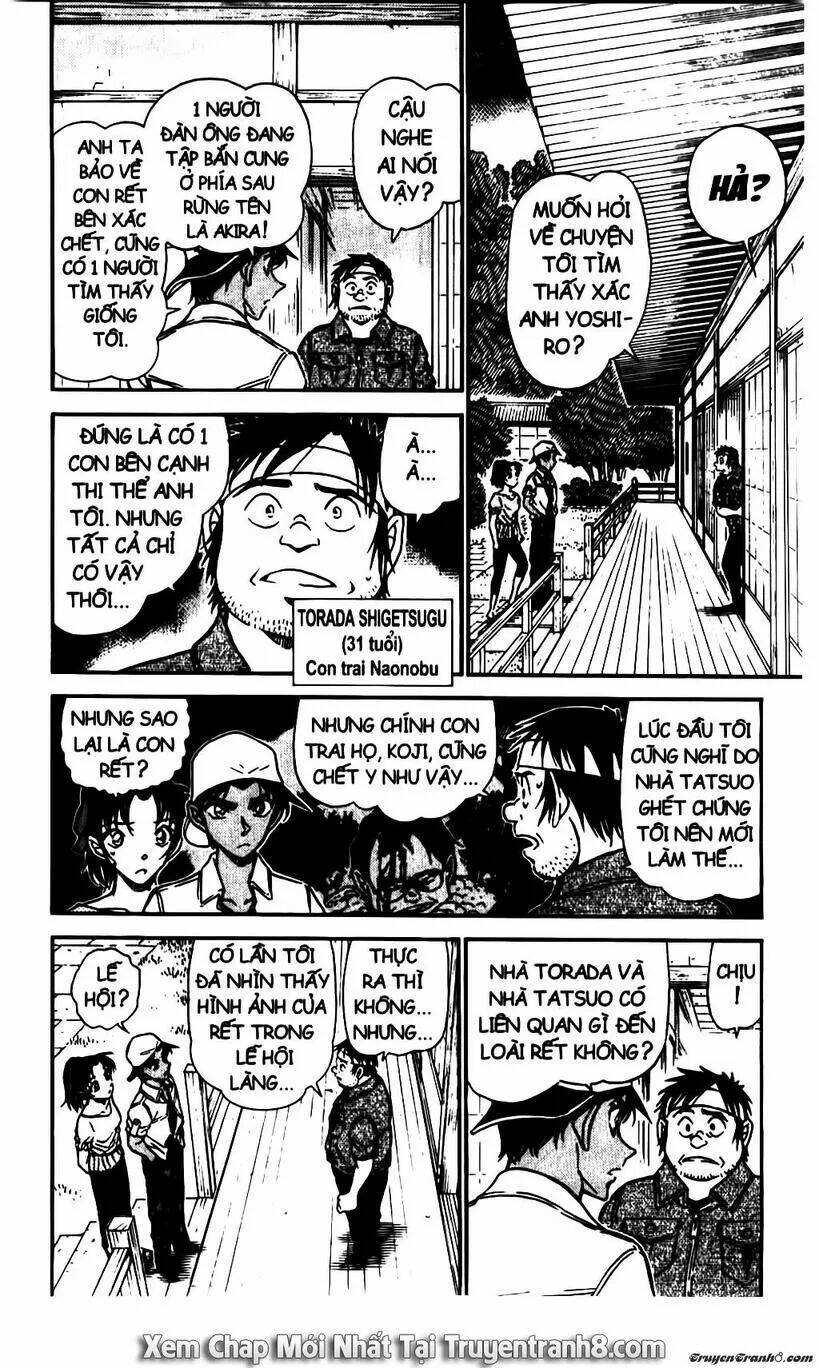 HẢ?
MUỐN HỎI
VỀ CHUYỆN
TÔI TÌM
THẤY XÁC
ANH YOSHI-
RO?
CẬU
NGHE
AI NÓI
VẬY?
1 NGƯỜI
ĐÀN ÔNG ĐANG
TẬP BẮN CUNG
Ở PHÍA SAU
RỪNG TÊN
LÀ AKIRA!
ANH TA
BẢO VỀ
CON RẾT
BÊN XÁC
CHẾT, CŨNG
CÓ 1 NGƯỜI
TÌM THẤY
GIỐNG
TÔI.
À...
À...
ĐÚNG LÀ CÓ 1
CON BÊN CẠNH
THI THỂ ANH
TÔI. NHƯNG
TẤT CẢ CHỈ
CÓ VẬY
THÔI...
TORADA SHIGETSUGU
(31 tuổi)
Con trai Naonobu
LÚC ĐẦU TÔI
CŨNG NGHĨ DO
NHÀ TATSUO
GHÉT CHÚNG
TÔI NÊN MỚI
LÀM THẾ...
NHƯNG CHÍNH CON
TRAI HỌ, KOJI, CŨNG
CHẾT Y NHƯ VẬY...
NHƯNG SAO
LẠI LÀ CON
RẾT?
CHỊU
!
NHÀ TORADA VÀ
NHÀ TATSUO CÓ
LIÊN QUAN GÌ ĐẾN
LOÀI RẾT KHÔNG?
THỰC
RA THÌ
KHÔNG...
NHƯNG...
CÓ LẦN TÔI
ĐÃ NHÌN THẤY
HÌNH ẢNH CỦA
RẾT TRONG
LỄ HỘI
LÀNG...
LỄ
HỘI?
Xem Chap Mới Nhất Tại Truyentranh8.com
TruyenTranh8.com